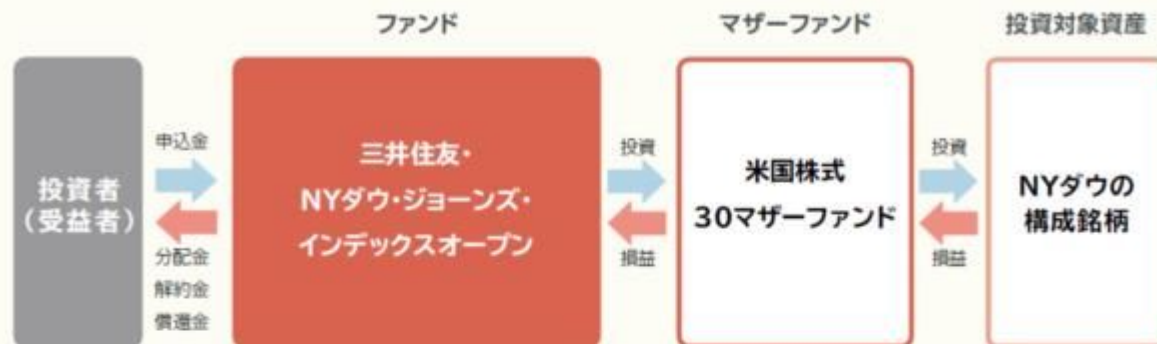 ファンド
マザーファンド
投資対象資産
投資者
（受益者）
申込金
分配金
解約金
償還金
三井住友・
NYダウ・ジョーンズ・
インデックスオープン
投資
損益
米国株式
30マザーファンド
投資
損益
NYダウの
構成銘柄